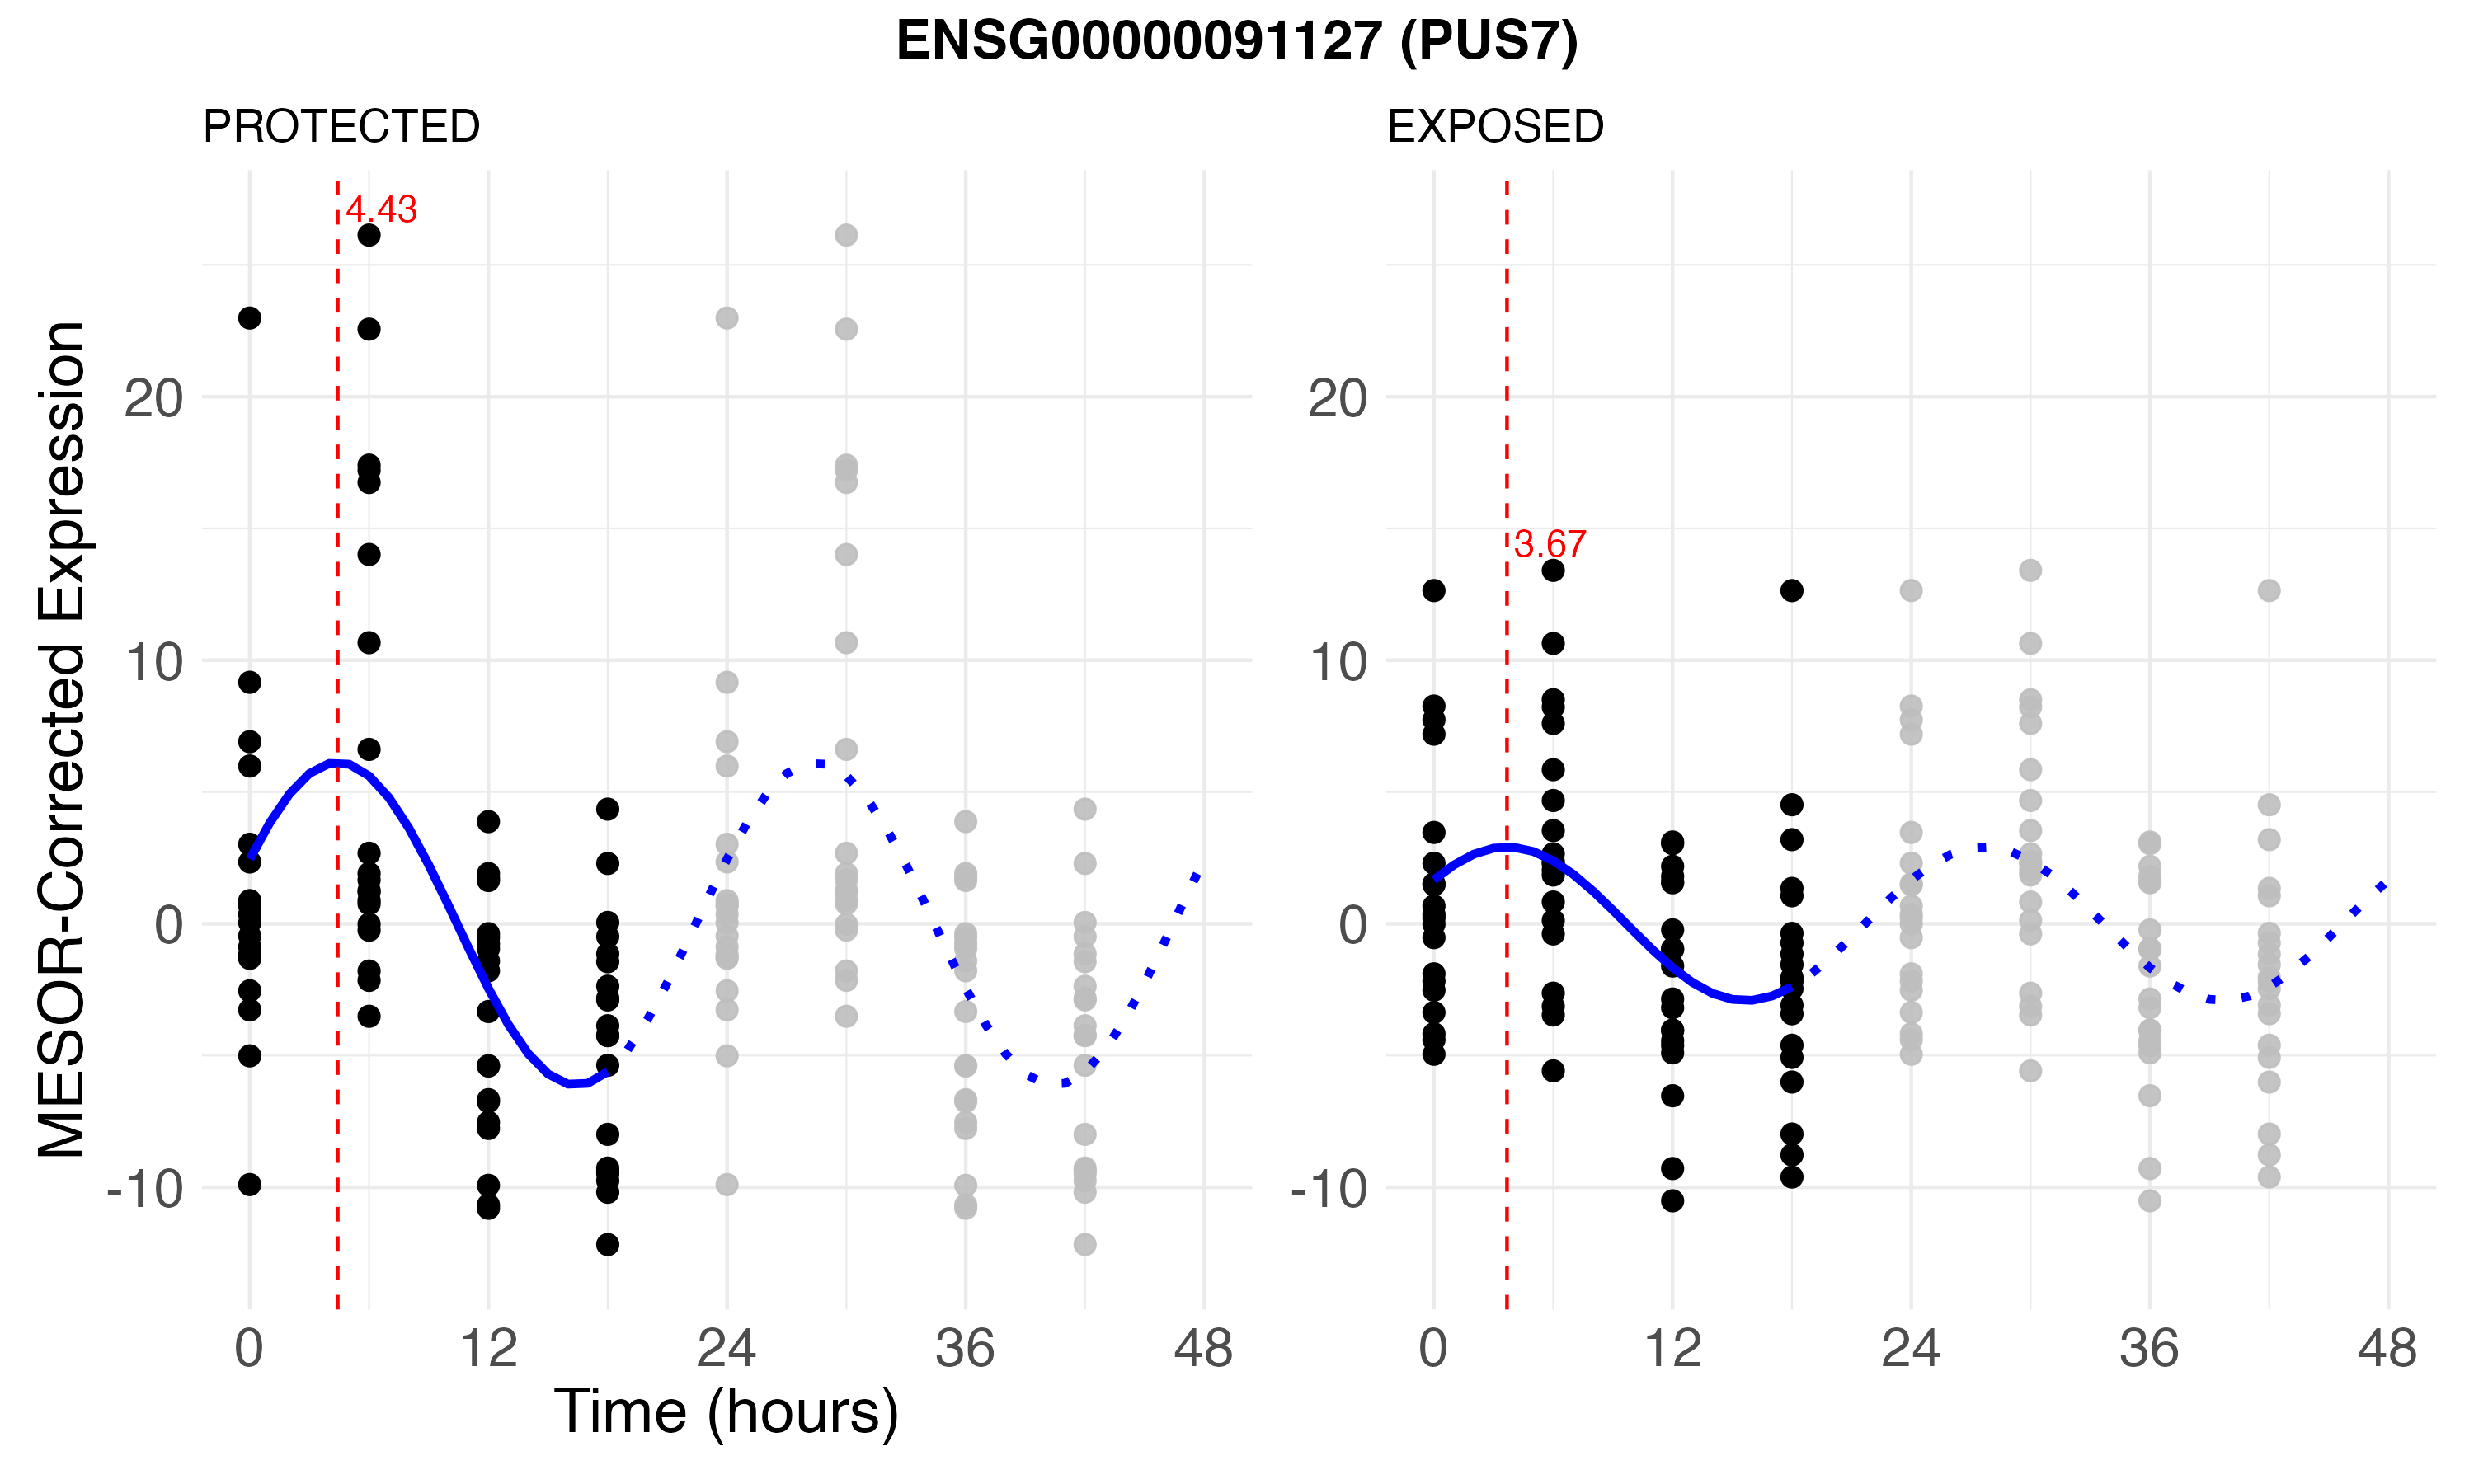 ENSG00000091127 (PUS7)
PROTECTED
EXPOSED
4.43
3.67
MESOR-Corrected Expression
20
10
0
-10
20
10
0
-10
0 12 24 36 48
0 12 24 36 48
Time (hours)